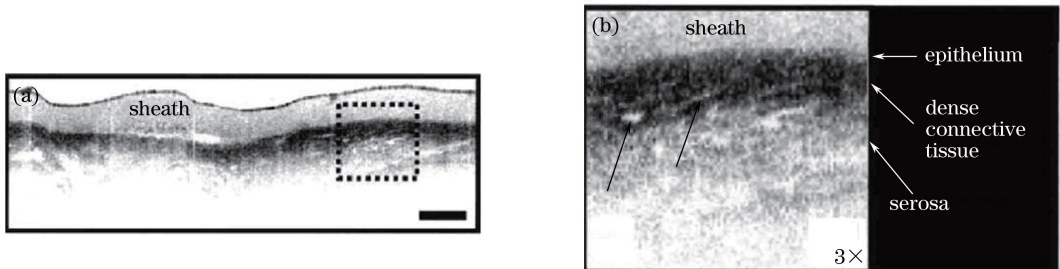 (a)
sheath
(b)
sheath
epithelium
dense
connective
tissue
serosa
3×